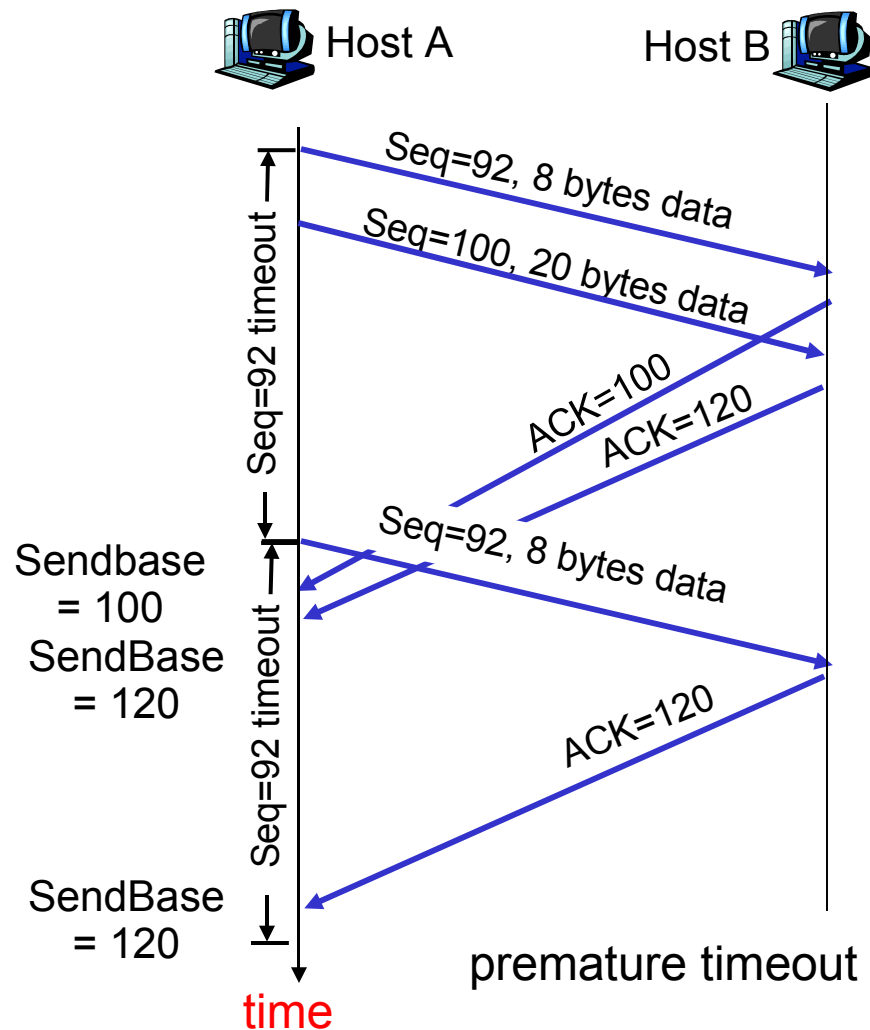 Host A
Host B
Seq=92, 8 bytes data
Seq=100, 20 bytes data
Seq=92 timeout
ACK=100
ACK=120
Seq=92, 8 bytes data
Sendbase
= 100
SendBase
= 120
Seq=92 timeout
ACK=120
SendBase
= 120
premature timeout
time